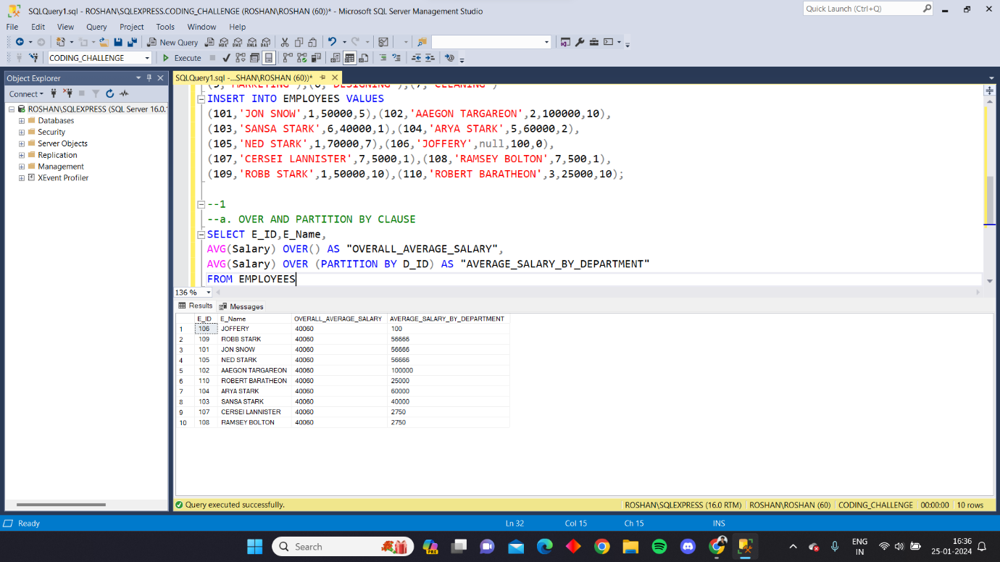 SQLQuery1.sql - ROSHAN\SQLEXPRESS.CODING_CHALLENGE (ROSHAN\ROSHAN (60))* - Microsoft SQL Server Management Studio
Quick Launch (Ctrl+Q)
File Edit View Query Project Tools Window Help
New Query
CODING_CHALLENGE
Execute
Object Explorer
Connect
ROSHAN\SQLEXPRESS (SQL Server 16.0.1
Databases
Security
Server Objects
Replication
Management
XEvent Profiler
SQLQuery1.sql -...SHAN\ROSHAN (60))*
INSERT INTO EMPLOYEES VALUES
(101,'JON SNOW',1,50000,5),(102,'AAEGON TARGAREON',2,100000,10),
(103,'SANSA STARK',6,40000,1),(104,'ARYA STARK',5,60000,2),
(105,'NED STARK',1,70000,7),(106,'JOFFERY',null,100,0),
(107,'CERSEI LANNISTER',7,5000,1),(108,'RAMSEY BOLTON',7,500,1),
(109,'ROBB STARK',1,50000,10),(110,'ROBERT BARATHEON',3,25000,10);
--1
--a. OVER AND PARTITION BY CLAUSE
SELECT E_ID,E_Name,
AVG(Salary) OVER() AS "OVERALL_AVERAGE_SALARY",
AVG(Salary) OVER (PARTITION BY D_ID) AS "AVERAGE_SALARY_BY_DEPARTMENT"
FROM EMPLOYEES
136 %
Results Messages
E_ID E_Name OVERALL_AVERAGE_SALARY AVERAGE_SALARY_BY_DEPARTMENT
1 106 JOFFERY 40060 100
2 109 ROBB STARK 40060 56666
3 101 JON SNOW 40060 56666
4 105 NED STARK 40060 56666
5 102 AAEGON TARGAREON 40060 100000
6 110 ROBERT BARATHEON 40060 25000
7 104 ARYA STARK 40060 60000
8 103 SANSA STARK 40060 40000
9 107 CERSEI LANNISTER 40060 2750
10 108 RAMSEY BOLTON 40060 2750
Query executed successfully.
ROSHAN\SQLEXPRESS (16.0 RTM) ROSHAN\ROSHAN (60) CODING_CHALLENGE 00:00:00 10 rows
Ready Ln 32 Col 15 Ch 15 INS
Search
PRE
ENG
IN
16:36
25-01-2024